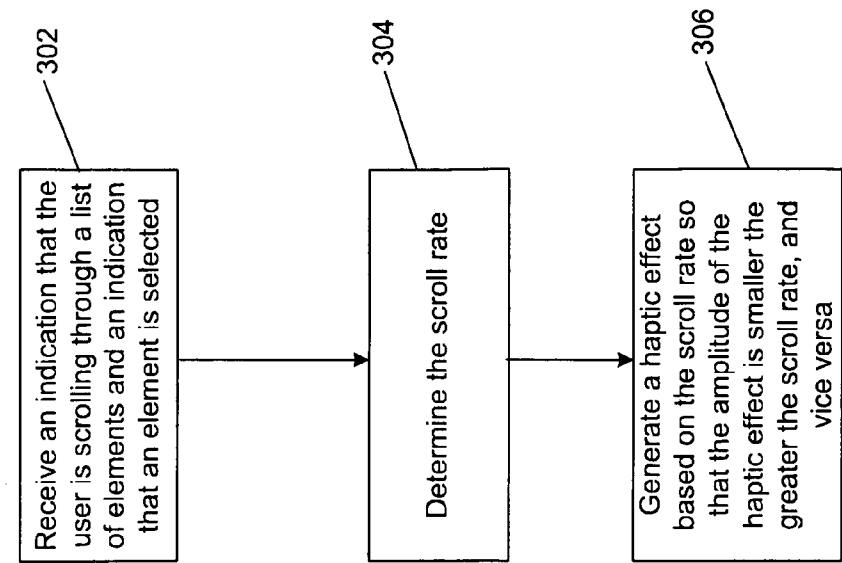 302
Receive an indication that the
user is scrolling through a list
of elements and an indication
that an element is selected
304
Determine the scroll rate
306
Generate a haptic effect
based on the scroll rate so
that the amplitude of the
haptic effect is smaller the
greater the scroll rate, and
vice versa